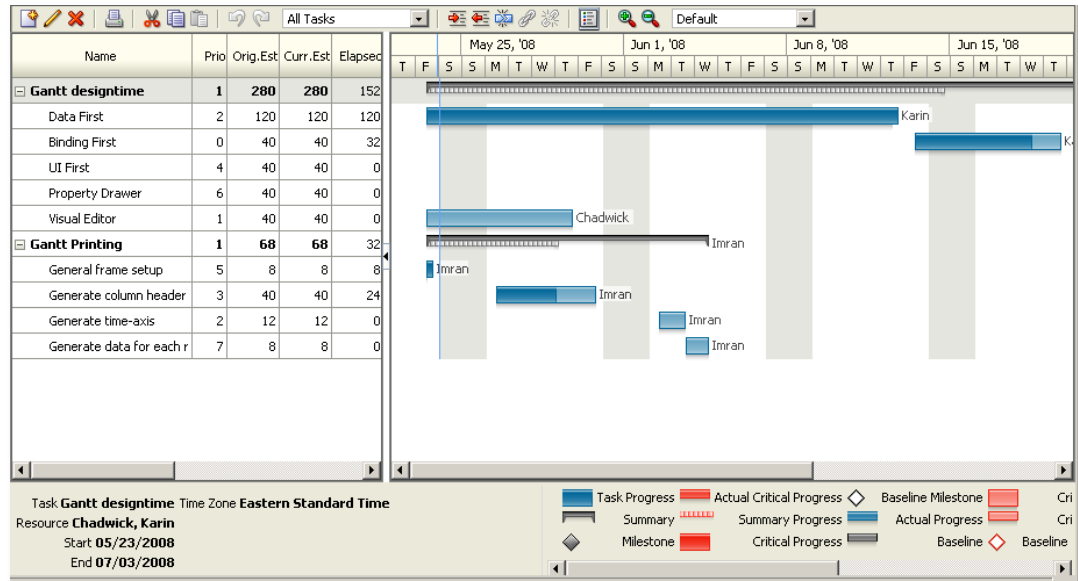 All Tasks Default
Name Prio Orig.Est Curr.Est Elapsed
May 25, '08 Jun 1, '08 Jun 8, '08 Jun 15, '08
T F S S M T W T F S S M T W T F S S M T W T F S S M T W T
Gantt designtime 1 280 280 152
Data First 2 120 120 120 Karin
Binding First 0 40 40 32
UI First 4 40 40 0
Property Drawer 6 40 40 0
Visual Editor 1 40 40 0 Chadwick
Gantt Printing 1 68 68 32 Imran
General frame setup 5 8 8 8 Imran
Generate column header 3 40 40 24 Imran
Generate time-axis 2 12 12 0 Imran
Generate data for each r 7 8 8 0 Imran
Task Gantt designtime Time Zone Eastern Standard Time
Resource Chadwick, Karin
Start 05/23/2008
End 07/03/2008
Task Progress Actual Critical Progress Baseline Milestone Cri
Summary Summary Progress Actual Progress Cri
Milestone Critical Progress Baseline Baseline